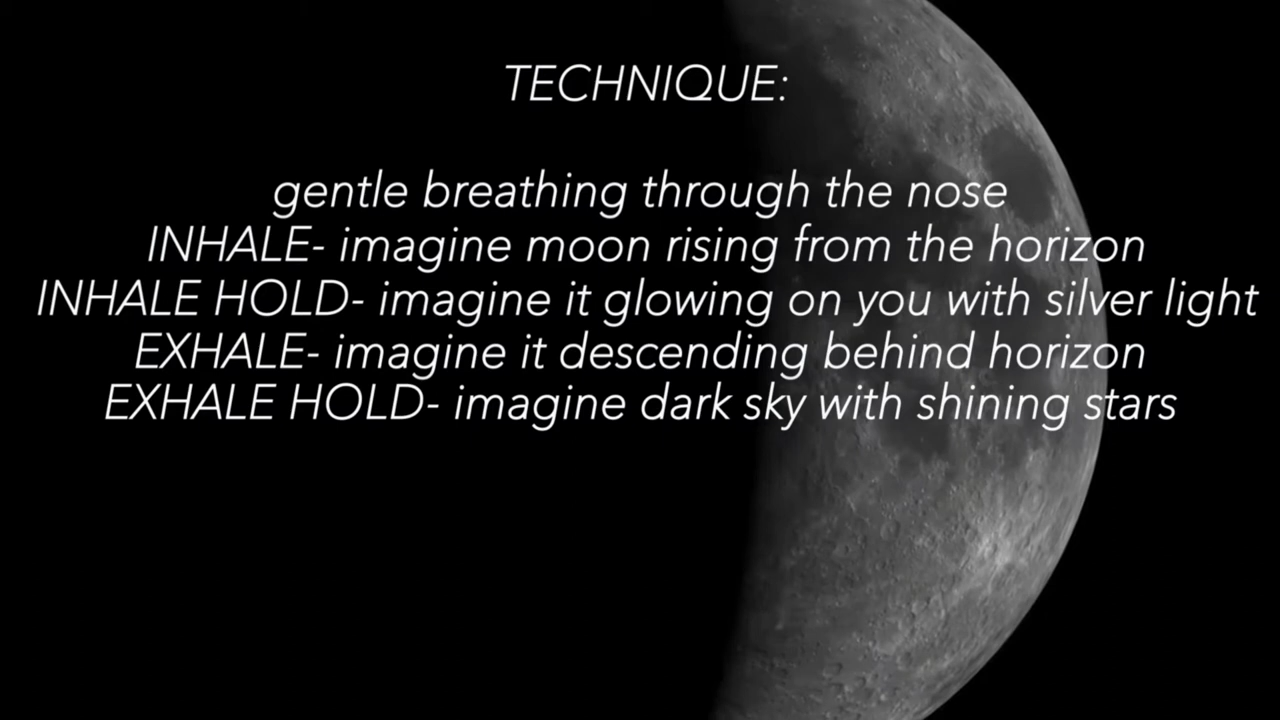 TECHNIQUE:
gentle breathing through the nose
INHALE- imagine moon rising from the horizon
INHALE HOLD- imagine it glowing on you with silver light
EXHALE- imagine it descending behind horizon
EXHALE HOLD- imagine dark sky with shining stars